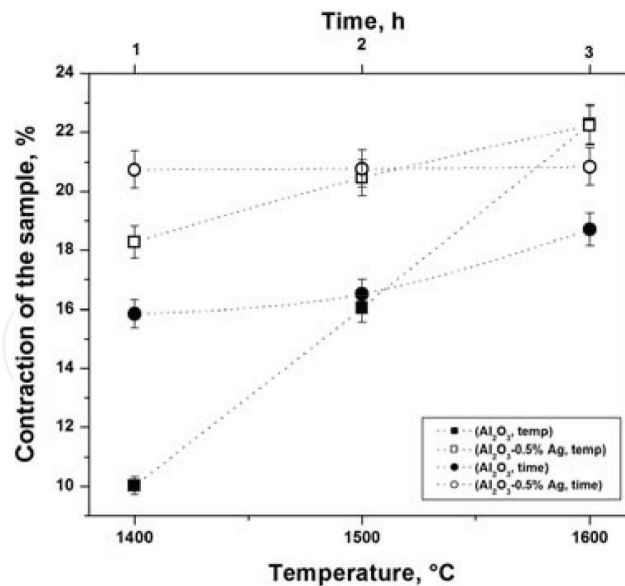 Time, h
1 2 3
24
22
20
18
16
14
12
10
Contraction of the sample, %
(Al₂O₃, temp)
(Al₂O₃-0.5% Ag, temp)
(Al₂O₃, time)
(Al₂O₃-0.5% Ag, time)
1400 1500 1600
Temperature, °C